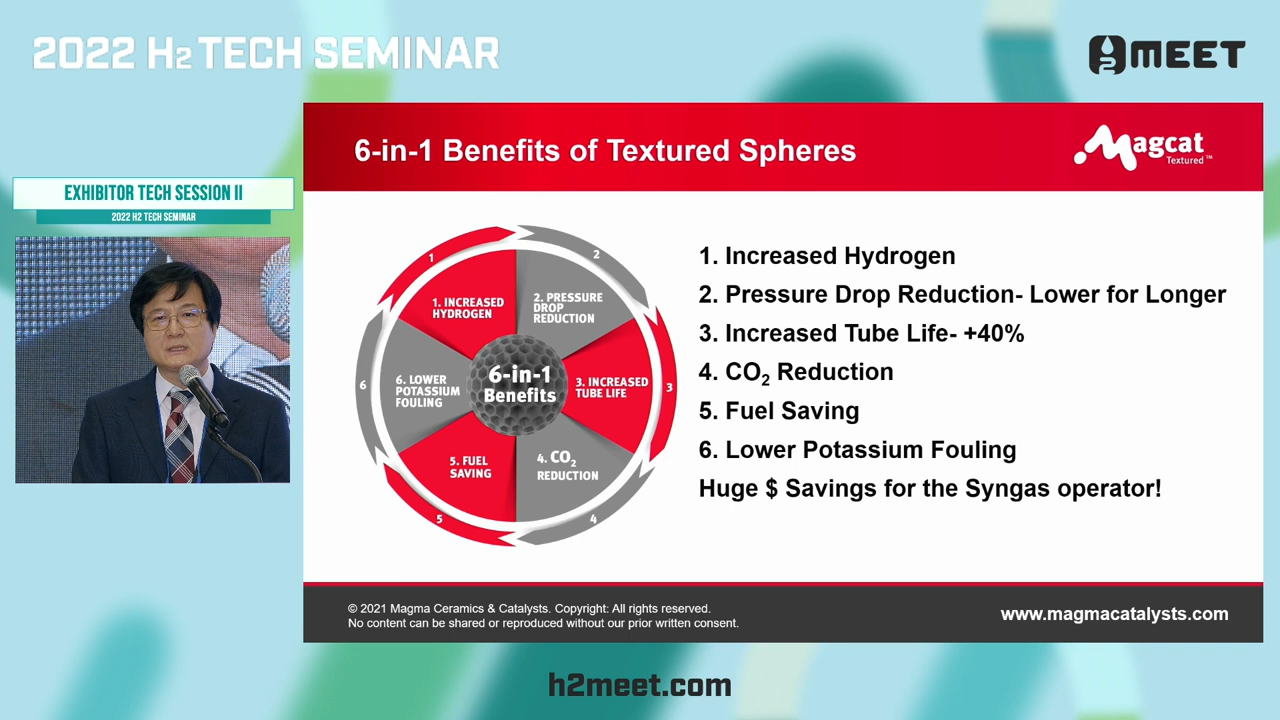 2022 H2 TECH SEMINAR
MEET
EXHIBITOR TECH SESSION II
2022 H2 TECH SEMINAR
6-in-1 Benefits of Textured Spheres
Magcat
Textured™
1
2
3
4
5
6
1. INCREASED
HYDROGEN
2. PRESSURE
DROP
REDUCTION
3. INCREASED
TUBE LIFE
4. CO₂
REDUCTION
5. FUEL
SAVING
6. LOWER
POTASSIUM
FOULING
6-in-1
Benefits
1. Increased Hydrogen
2. Pressure Drop Reduction- Lower for Longer
3. Increased Tube Life- +40%
4. CO₂ Reduction
5. Fuel Saving
6. Lower Potassium Fouling
Huge $ Savings for the Syngas operator!
© 2021 Magma Ceramics & Catalysts. Copyright: All rights reserved.
No content can be shared or reproduced without our prior written consent.
www.magmacatalysts.com
h2meet.com